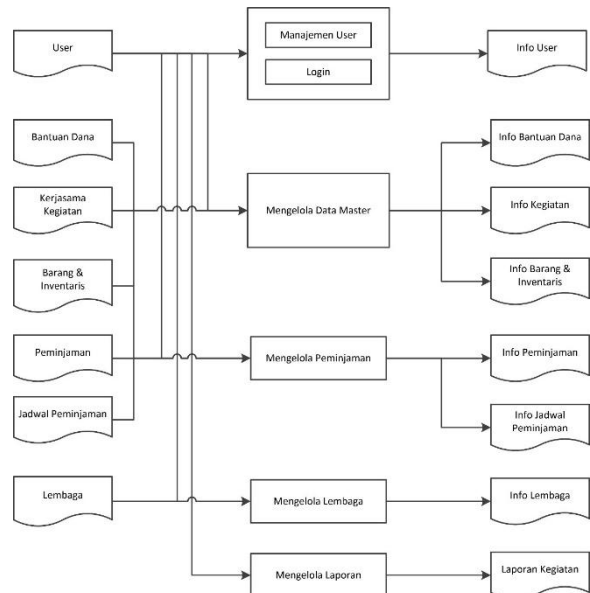 User
Manajemen User
Login
Info User
Bantuan Dana
Info Bantuan Dana
Kerjasama
Kegiatan
Mengelola Data Master
Info Kegiatan
Barang &
Inventaris
Info Barang &
Inventaris
Peminjaman
Mengelola Peminjaman
Info Peminjaman
Jadwal Peminjaman
Info Jadwal
Peminjaman
Lembaga
Mengelola Lembaga
Info Lembaga
Mengelola Laporan
Laporan Kegiatan